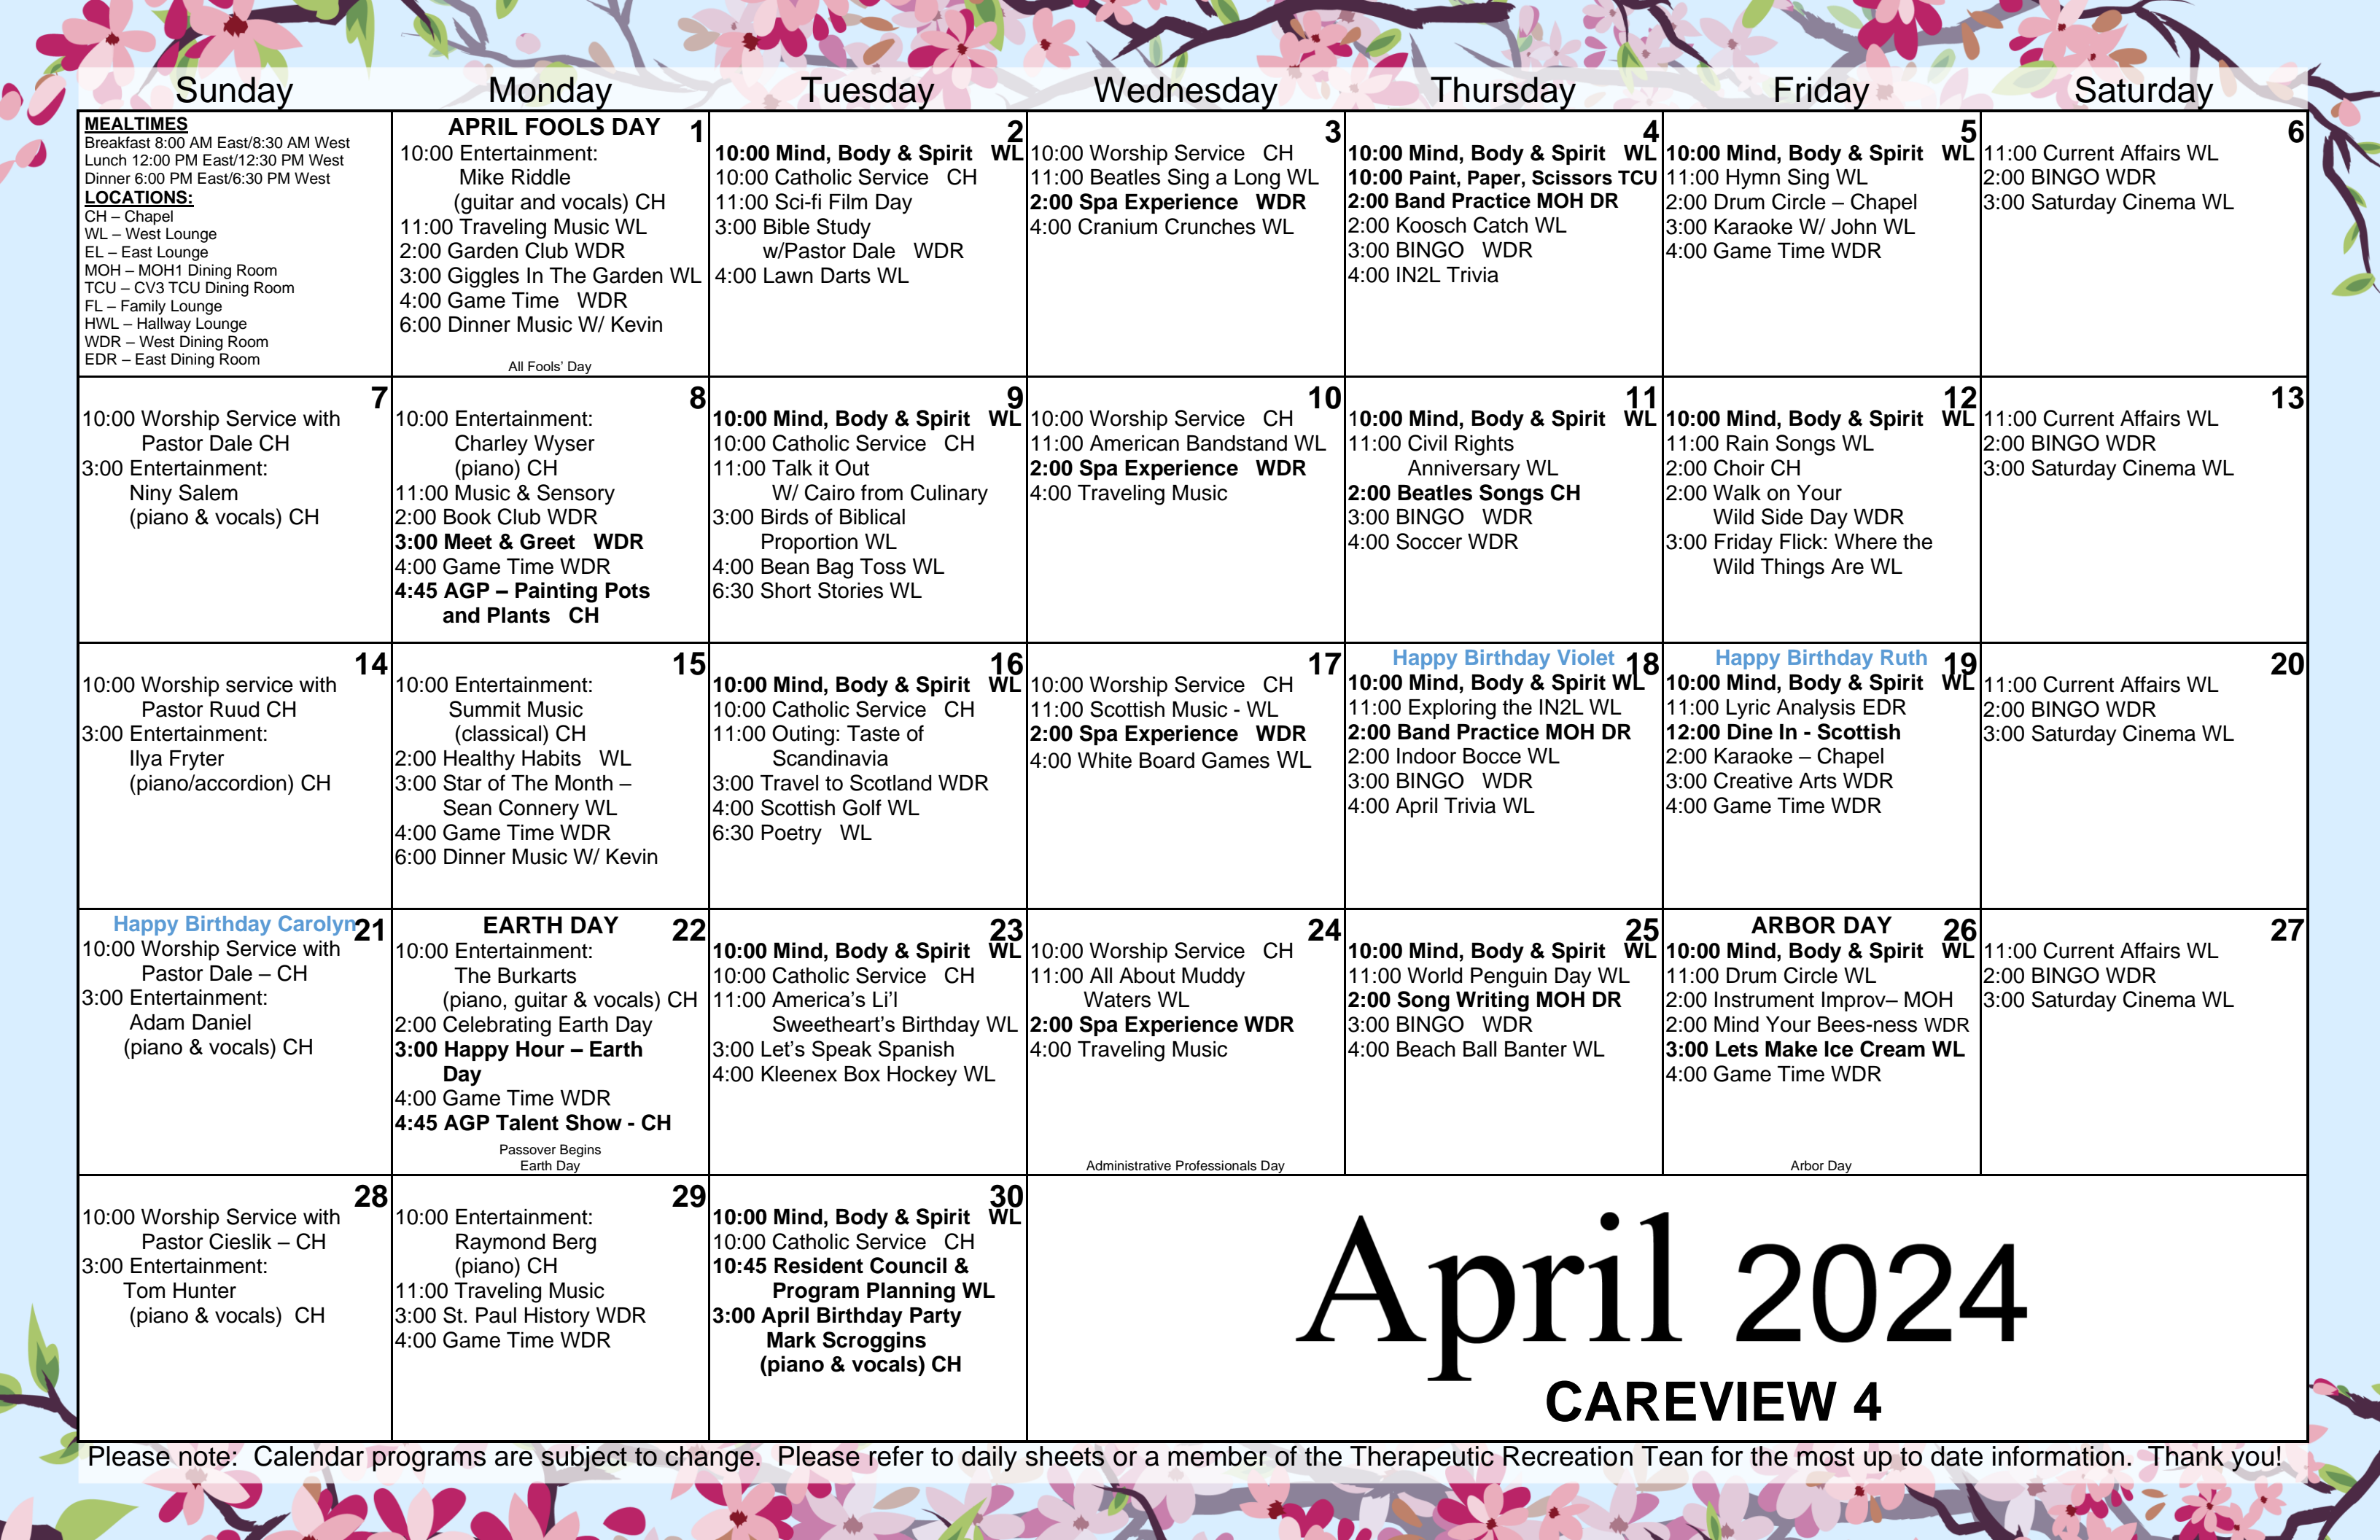 Sunday Monday Tuesday Wednesday Thursday Friday Saturday
MEALTIMES
Breakfast 8:00 AM East/8:30 AM West
Lunch 12:00 PM East/12:30 PM West
Dinner 6:00 PM East/6:30 PM West
LOCATIONS:
CH – Chapel
WL – West Lounge
EL – East Lounge
MOH – MOH1 Dining Room
TCU – CV3 TCU Dining Room
FL – Family Lounge
HWL – Hallway Lounge
WDR – West Dining Room
EDR – East Dining Room
APRIL FOOLS DAY 1
10:00 Entertainment:
Mike Riddle
(guitar and vocals) CH
11:00 Traveling Music WL
2:00 Garden Club WDR
3:00 Giggles In The Garden WL
4:00 Game Time WDR
6:00 Dinner Music W/ Kevin
All Fools' Day
2
10:00 Mind, Body & Spirit WL
10:00 Catholic Service CH
11:00 Sci-fi Film Day
3:00 Bible Study
w/Pastor Dale WDR
4:00 Lawn Darts WL
3
10:00 Worship Service CH
11:00 Beatles Sing a Long WL
2:00 Spa Experience WDR
4:00 Cranium Crunches WL
4
10:00 Mind, Body & Spirit WL
10:00 Paint, Paper, Scissors TCU
2:00 Band Practice MOH DR
2:00 Koosch Catch WL
3:00 BINGO WDR
4:00 IN2L Trivia
5
10:00 Mind, Body & Spirit WL
11:00 Hymn Sing WL
2:00 Drum Circle – Chapel
3:00 Karaoke W/ John WL
4:00 Game Time WDR
6
11:00 Current Affairs WL
2:00 BINGO WDR
3:00 Saturday Cinema WL
7
10:00 Worship Service with
Pastor Dale CH
3:00 Entertainment:
Niny Salem
(piano & vocals) CH
8
10:00 Entertainment:
Charley Wyser
(piano) CH
11:00 Music & Sensory
2:00 Book Club WDR
3:00 Meet & Greet WDR
4:00 Game Time WDR
4:45 AGP – Painting Pots
and Plants CH
9
10:00 Mind, Body & Spirit WL
10:00 Catholic Service CH
11:00 Talk it Out
W/ Cairo from Culinary
3:00 Birds of Biblical
Proportion WL
4:00 Bean Bag Toss WL
6:30 Short Stories WL
10
10:00 Worship Service CH
11:00 American Bandstand WL
2:00 Spa Experience WDR
4:00 Traveling Music
11
10:00 Mind, Body & Spirit WL
11:00 Civil Rights
Anniversary WL
2:00 Beatles Songs CH
3:00 BINGO WDR
4:00 Soccer WDR
12
10:00 Mind, Body & Spirit WL
11:00 Rain Songs WL
2:00 Choir CH
2:00 Walk on Your
Wild Side Day WDR
3:00 Friday Flick: Where the
Wild Things Are WL
13
11:00 Current Affairs WL
2:00 BINGO WDR
3:00 Saturday Cinema WL
14
10:00 Worship service with
Pastor Ruud CH
3:00 Entertainment:
Ilya Fryter
(piano/accordion) CH
15
10:00 Entertainment:
Summit Music
(classical) CH
2:00 Healthy Habits WL
3:00 Star of The Month –
Sean Connery WL
4:00 Game Time WDR
6:00 Dinner Music W/ Kevin
16
10:00 Mind, Body & Spirit WL
10:00 Catholic Service CH
11:00 Outing: Taste of
Scandinavia
3:00 Travel to Scotland WDR
4:00 Scottish Golf WL
6:30 Poetry WL
17
10:00 Worship Service CH
11:00 Scottish Music - WL
2:00 Spa Experience WDR
4:00 White Board Games WL
Happy Birthday Violet 18
10:00 Mind, Body & Spirit WL
11:00 Exploring the IN2L WL
2:00 Band Practice MOH DR
2:00 Indoor Bocce WL
3:00 BINGO WDR
4:00 April Trivia WL
Happy Birthday Ruth 19
10:00 Mind, Body & Spirit WL
11:00 Lyric Analysis EDR
12:00 Dine In - Scottish
2:00 Karaoke – Chapel
3:00 Creative Arts WDR
4:00 Game Time WDR
20
11:00 Current Affairs WL
2:00 BINGO WDR
3:00 Saturday Cinema WL
Happy Birthday Carolyn 21
10:00 Worship Service with
Pastor Dale – CH
3:00 Entertainment:
Adam Daniel
(piano & vocals) CH
EARTH DAY 22
10:00 Entertainment:
The Burkarts
(piano, guitar & vocals) CH
2:00 Celebrating Earth Day
3:00 Happy Hour – Earth
Day
4:00 Game Time WDR
4:45 AGP Talent Show - CH
Passover Begins
Earth Day
23
10:00 Mind, Body & Spirit WL
10:00 Catholic Service CH
11:00 America's Li'l
Sweetheart's Birthday WL
3:00 Let's Speak Spanish
4:00 Kleenex Box Hockey WL
24
10:00 Worship Service CH
11:00 All About Muddy
Waters WL
2:00 Spa Experience WDR
4:00 Traveling Music
Administrative Professionals Day
25
10:00 Mind, Body & Spirit WL
11:00 World Penguin Day WL
2:00 Song Writing MOH DR
3:00 BINGO WDR
4:00 Beach Ball Banter WL
ARBOR DAY 26
10:00 Mind, Body & Spirit WL
11:00 Drum Circle WL
2:00 Instrument Improv– MOH
2:00 Mind Your Bees-ness WDR
3:00 Lets Make Ice Cream WL
4:00 Game Time WDR
Arbor Day
27
11:00 Current Affairs WL
2:00 BINGO WDR
3:00 Saturday Cinema WL
28
10:00 Worship Service with
Pastor Cieslik – CH
3:00 Entertainment:
Tom Hunter
(piano & vocals) CH
29
10:00 Entertainment:
Raymond Berg
(piano) CH
11:00 Traveling Music
3:00 St. Paul History WDR
4:00 Game Time WDR
30
10:00 Mind, Body & Spirit WL
10:00 Catholic Service CH
10:45 Resident Council &
Program Planning WL
3:00 April Birthday Party
Mark Scroggins
(piano & vocals) CH
April 2024
CAREVIEW 4
Please note: Calendar programs are subject to change. Please refer to daily sheets or a member of the Therapeutic Recreation Tean for the most up to date information. Thank you!